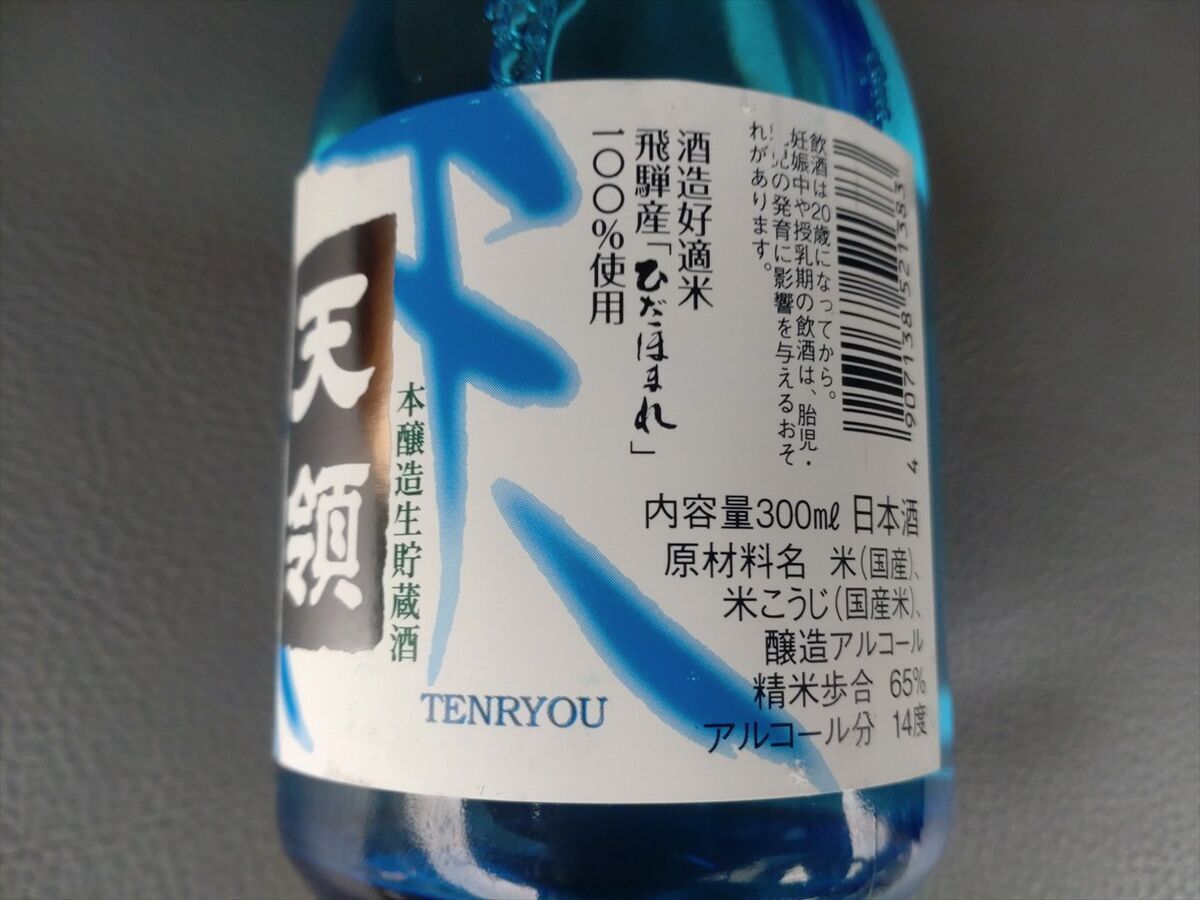 飲酒は20歳になってから。
妊娠中や授乳期の飲酒は、胎児・
児の発育に影響を与えるおそ
れがあります。
酒造好適米
飛騨産「ひだほまれ」
一〇〇%使用
天領
本醸造生貯蔵酒
TENRYOU
4 907138 521383
内容量300㎖ 日本酒
原材料名 米(国産)、
米こうじ(国産米)、
醸造アルコール
精米歩合 65%
アルコール分 14度